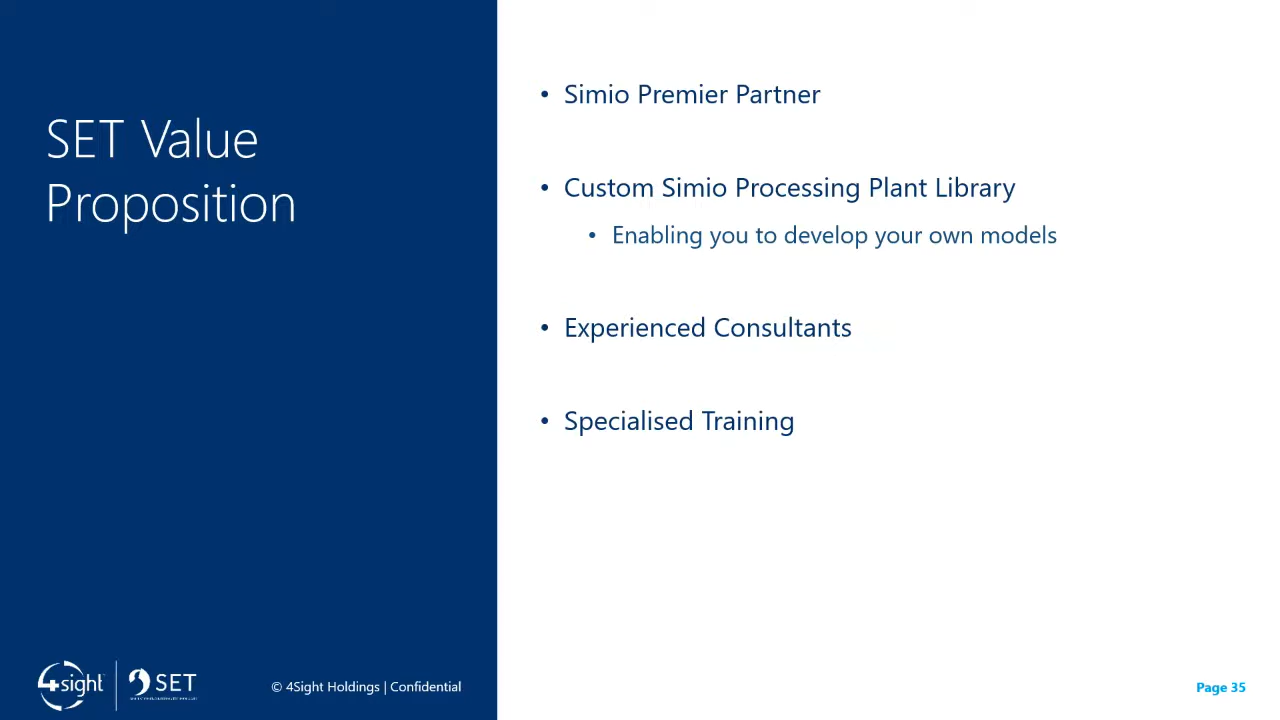 SET Value
Proposition
• Simio Premier Partner
• Custom Simio Processing Plant Library
• Enabling you to develop your own models
• Experienced Consultants
• Specialised Training
4sight
SET
© 4Sight Holdings | Confidential
Page 35